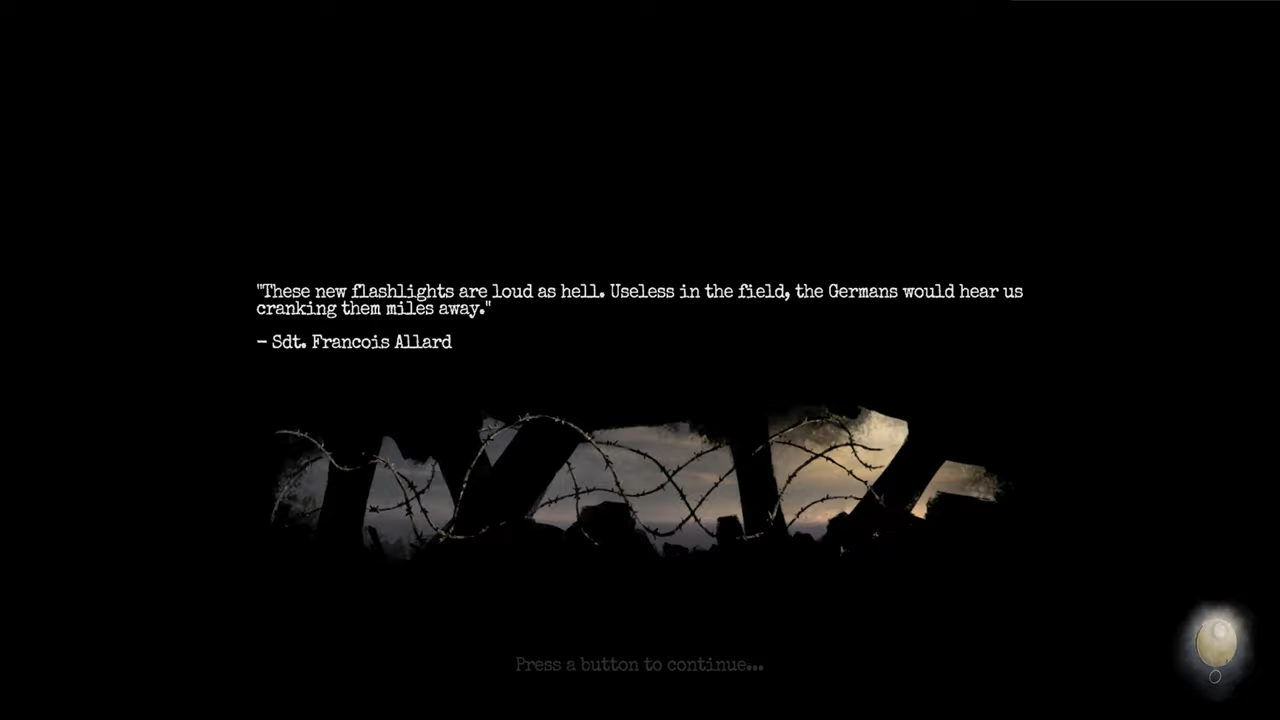 "These new flashlights are loud as hell. Useless in the field, the Germans would hear us
cranking them miles away."
- Sdt. Francois Allard
Press a button to continue...